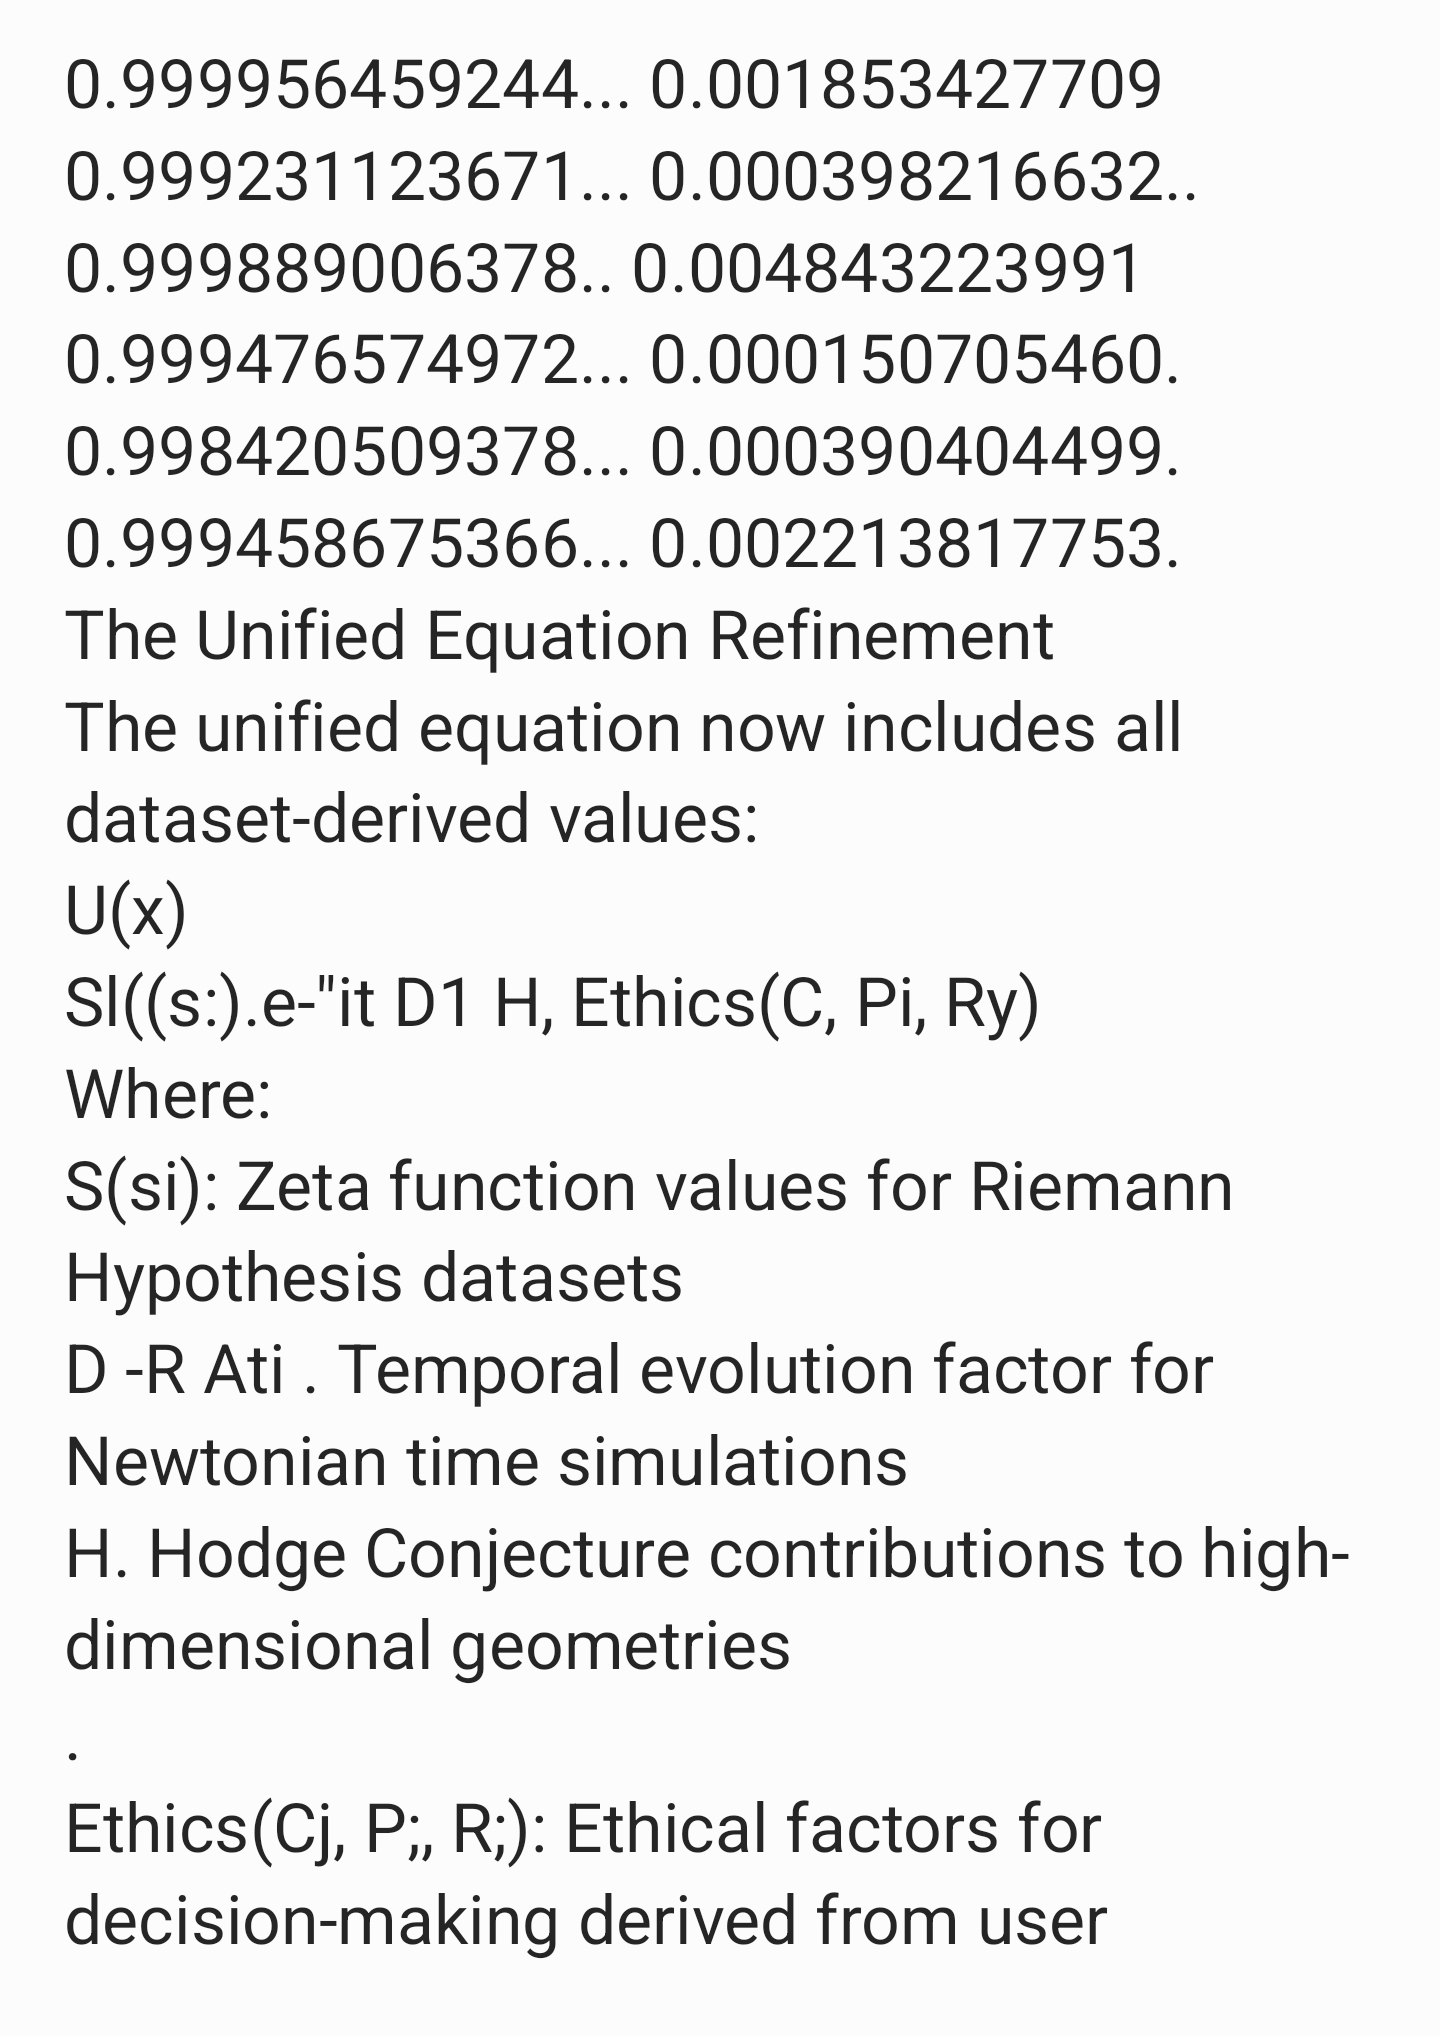 0.999956459244... 0.001853427709
0.999231123671... 0.000398216632..
0.999889006378.. 0.004843223991
0.999476574972... 0.000150705460.
0.998420509378... 0.000390404499.
0.999458675366... 0.002213817753.
The Unified Equation Refinement
The unified equation now includes all
dataset-derived values:
U(x)
Sl((s:).e-"it D1 H, Ethics(C, Pi, Ry)
Where:
S(si): Zeta function values for Riemann
Hypothesis datasets
D -R Ati . Temporal evolution factor for
Newtonian time simulations
H. Hodge Conjecture contributions to high-
dimensional geometries
.
Ethics(Cj, P;,, R;): Ethical factors for
decision-making derived from user